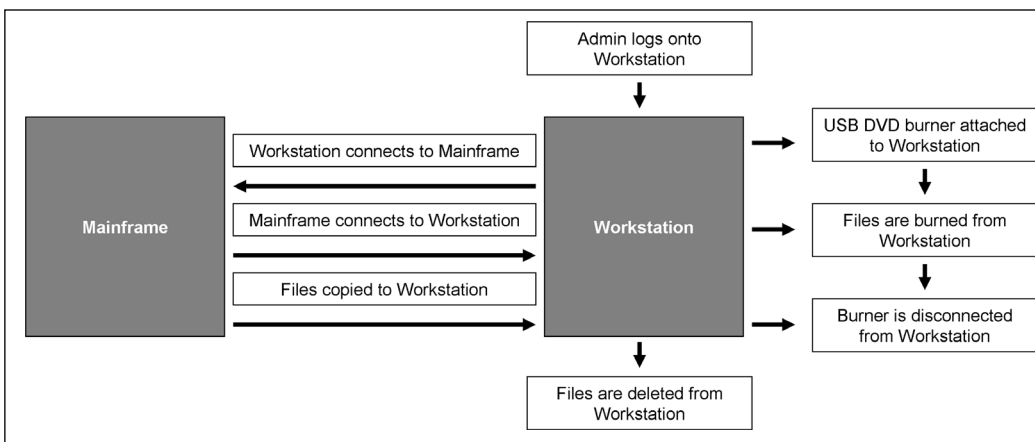 Admin logs onto
Workstation
Workstation connects to Mainframe
Mainframe connects to Workstation
Files copied to Workstation
Mainframe
Workstation
USB DVD burner attached
to Workstation
Files are burned from
Workstation
Burner is disconnected
from Workstation
Files are deleted from
Workstation